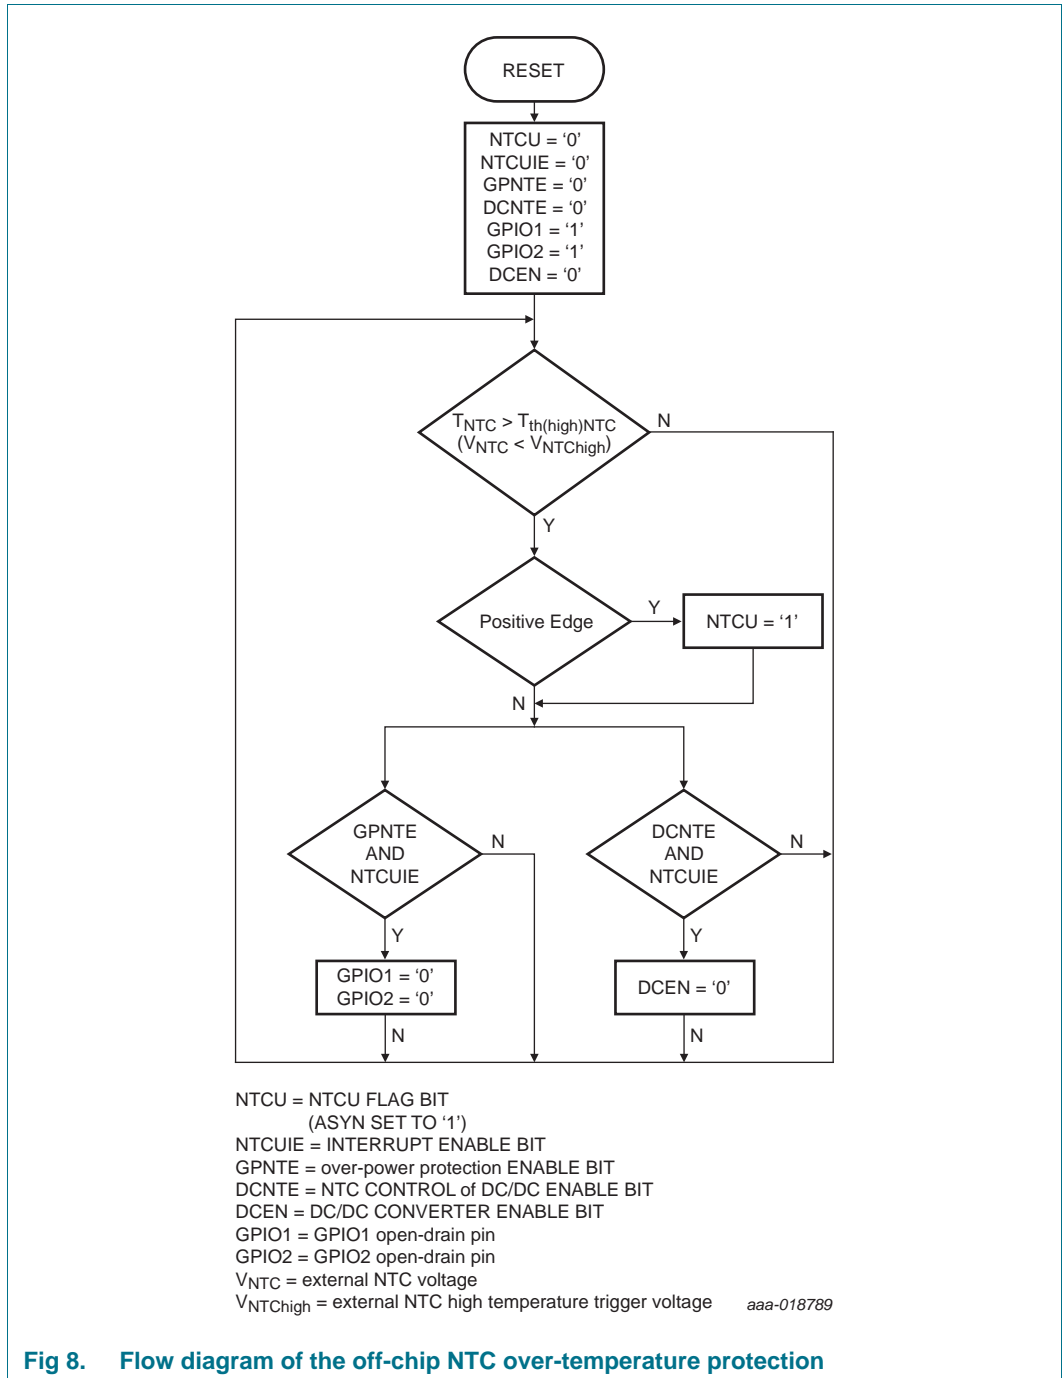 RESET
NTCU = ‘0’
NTCUIE = ‘0’
GPNTE = ‘0’
DCNTE = ‘0’
GPIO1 = ‘1’
GPIO2 = ‘1’
DCEN = ‘0’
TNTC > Tth(high)NTC
(VNTC < VNTChigh)
N
Y
Positive Edge
Y
NTCU = ‘1’
N
GPNTE
AND
NTCUIE
N
DCNTE
AND
NTCUIE
N
Y
Y
GPIO1 = ‘0’
GPIO2 = ‘0’
DCEN = ‘0’
N
N
NTCU = NTCU FLAG BIT
(ASYN SET TO ‘1’)
NTCUIE = INTERRUPT ENABLE BIT
GPNTE = over-power protection ENABLE BIT
DCNTE = NTC CONTROL of DC/DC ENABLE BIT
DCEN = DC/DC CONVERTER ENABLE BIT
GPIO1 = GPIO1 open-drain pin
GPIO2 = GPIO2 open-drain pin
VNTC = external NTC voltage
VNTChigh = external NTC high temperature trigger voltage aaa-018789
Fig 8. Flow diagram of the off-chip NTC over-temperature protection